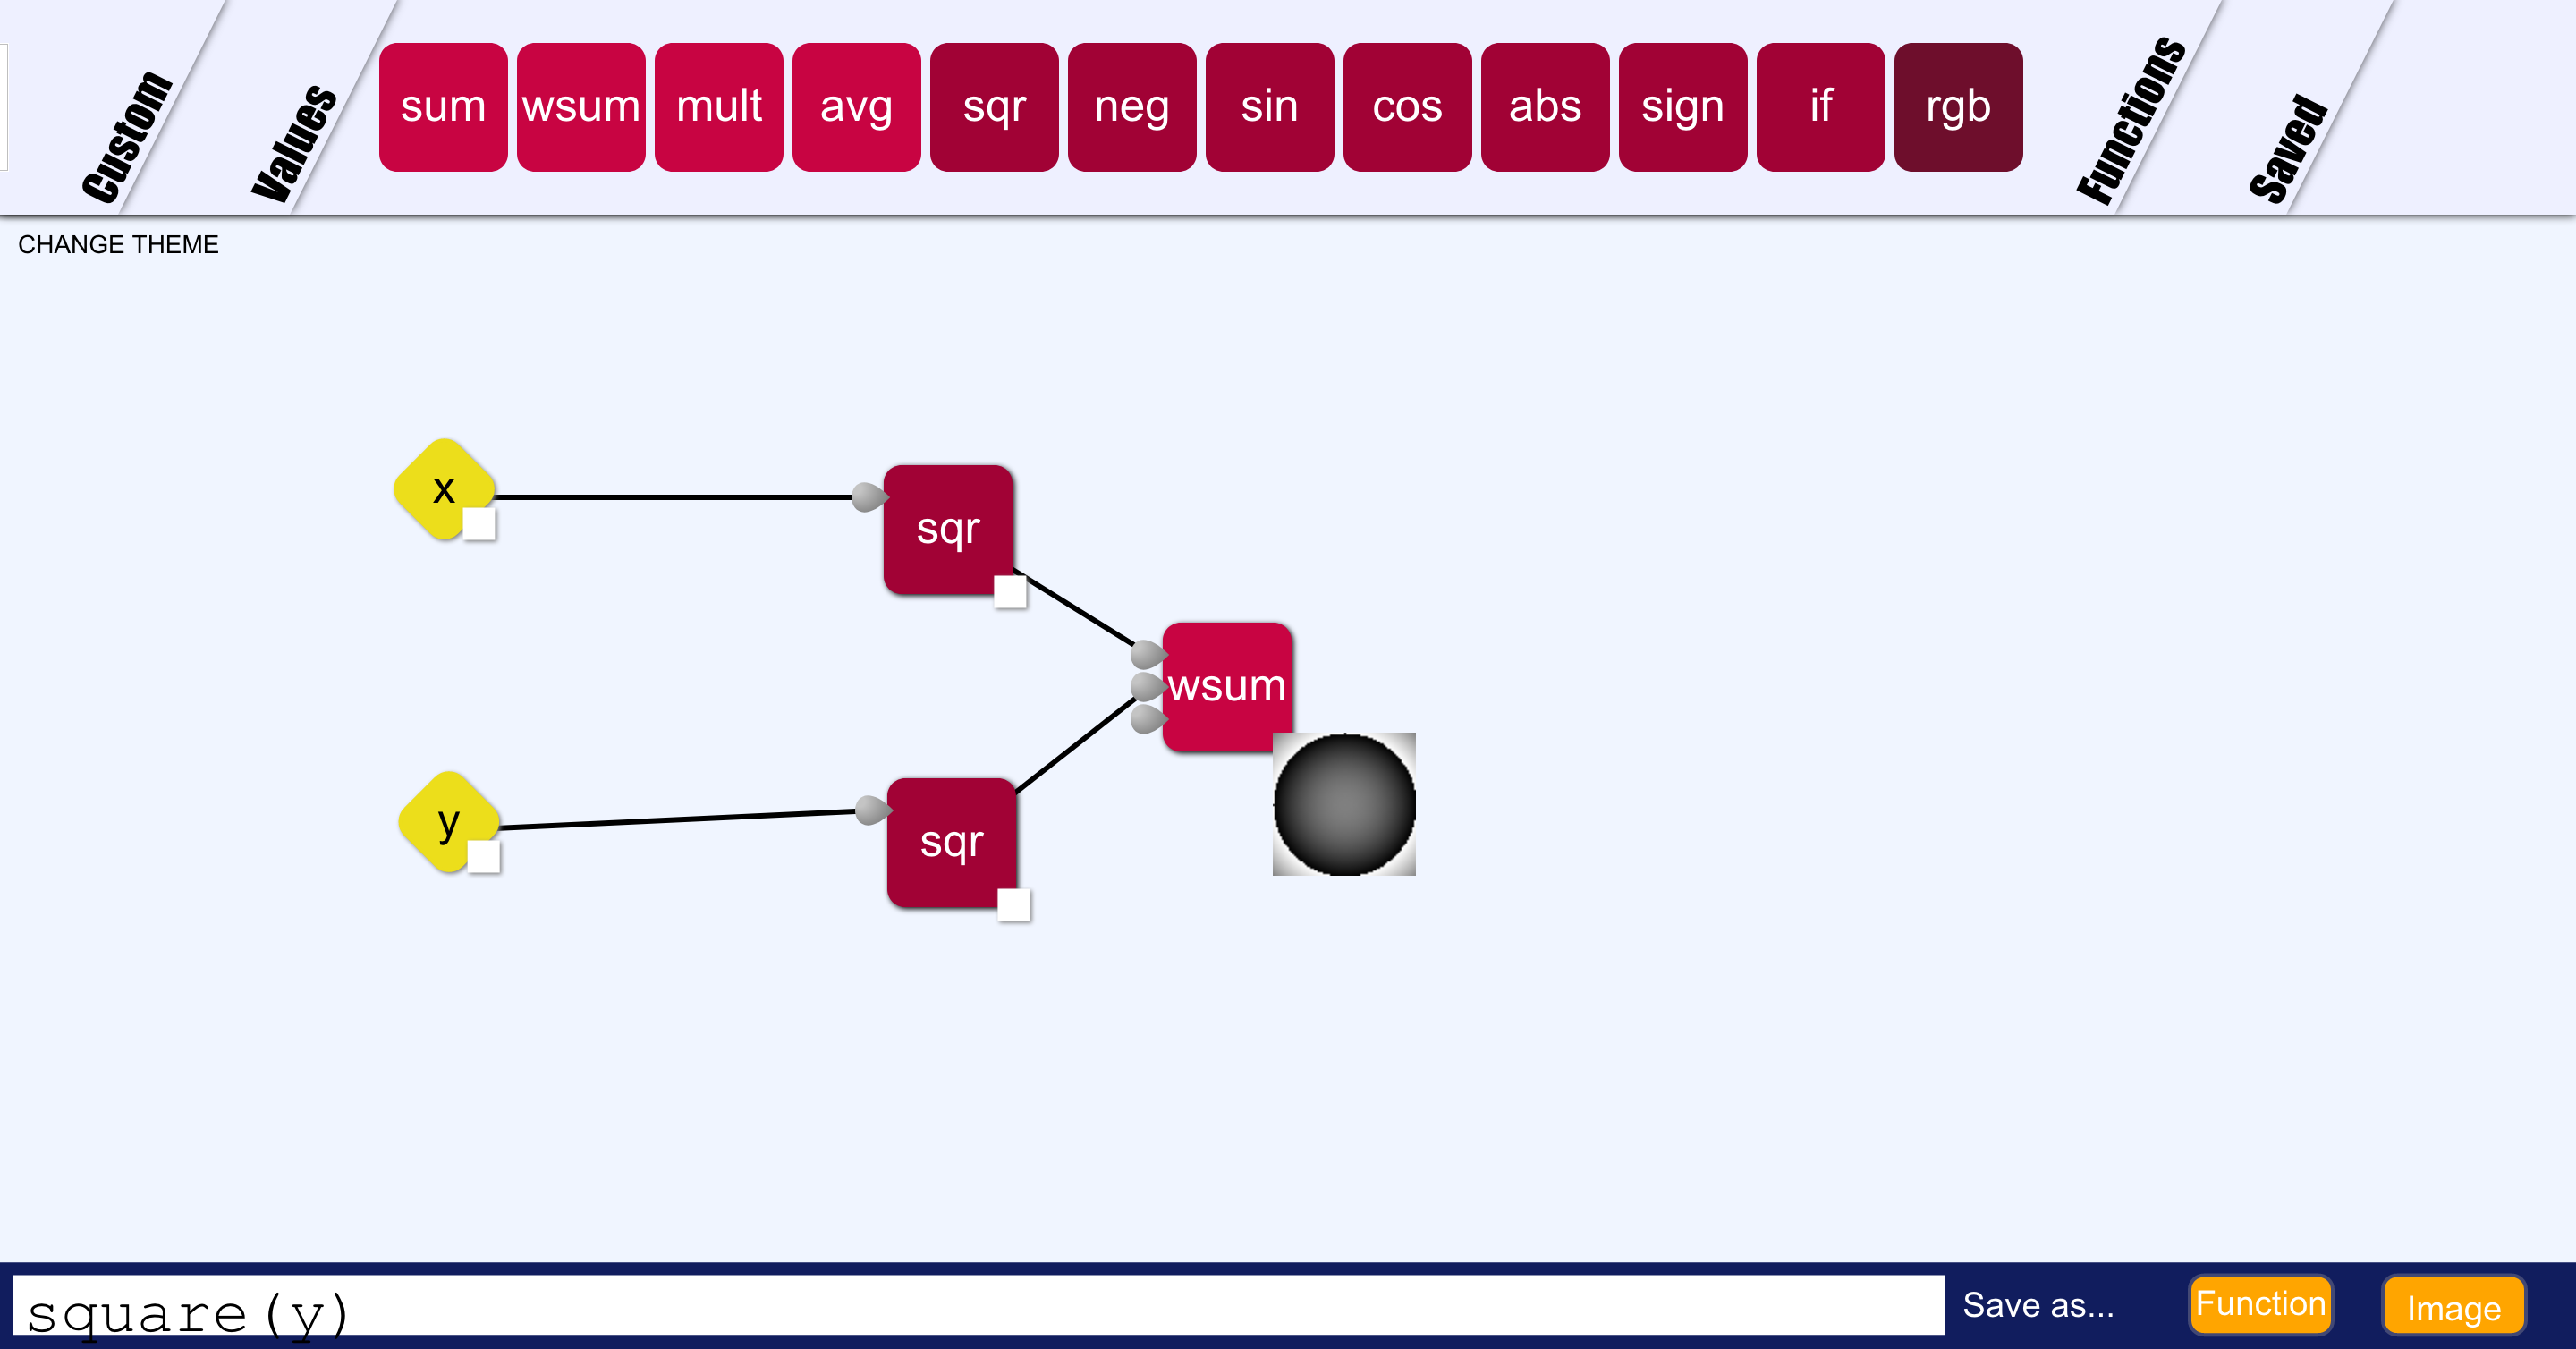 Custom
Values
sum wsum mult avg sqr neg sin cos abs sign if rgb
Functions
Saved
CHANGE THEME
x
sqr
wsum
y
sqr
square(y)
Save as...
Function
Image